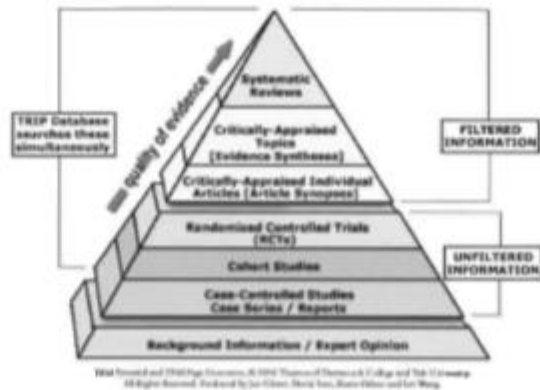 Systematic
Reviews
quality of evidence
TRIP Database
searches these
simultaneously
Critically-Appraised
Topics
[Evidence Syntheses]
FILTERED
INFORMATION
Critically-Appraised Individual
Articles [Article Synopses]
Randomized Controlled Trials
(RCTs)
UNFILTERED
INFORMATION
Cohort Studies
Case-Controlled Studies
Case Series / Reports
Background Information / Expert Opinion